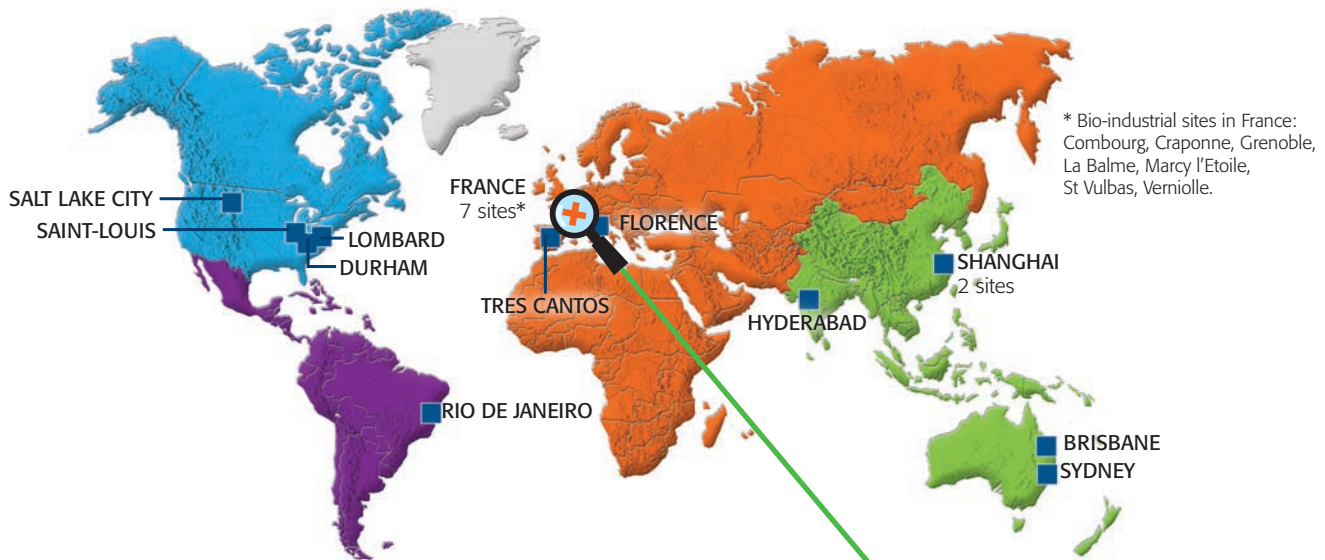 * Bio-industrial sites in France:
Combourg, Craponne, Grenoble,
La Balme, Marcy l'Etoile,
St Vulbas, Verniolle.
FRANCE
7 sites*
SALT LAKE CITY
SAINT-LOUIS
LOMBARD
DURHAM
FLORENCE
TRES CANTOS
SHANGHAI
2 sites
HYDERABAD
RIO DE JANEIRO
BRISBANE
SYDNEY